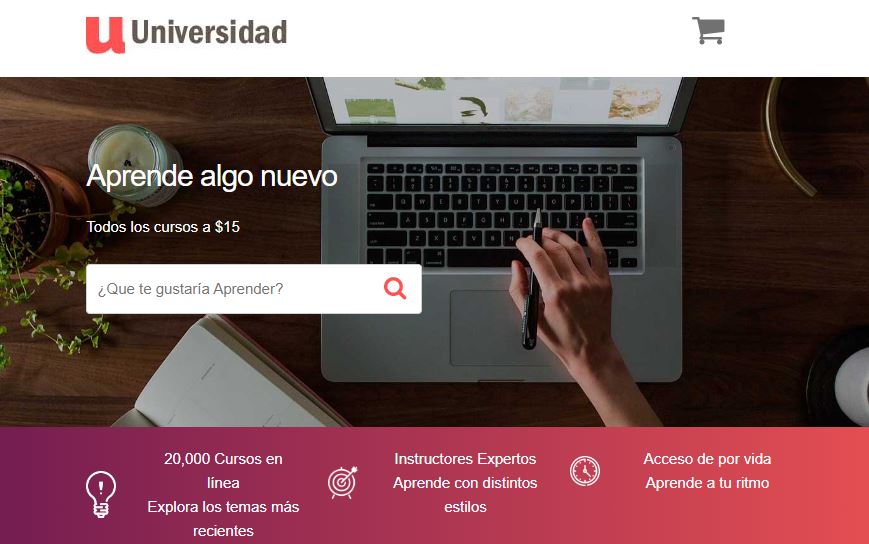 Universidad
Aprende algo nuevo
Todos los cursos a $15
¿Que te gustaría Aprender?
20,000 Cursos en
línea
Explora los temas más
recientes
Instructores Expertos
Aprende con distintos
estilos
Acceso de por vida
Aprende a tu ritmo